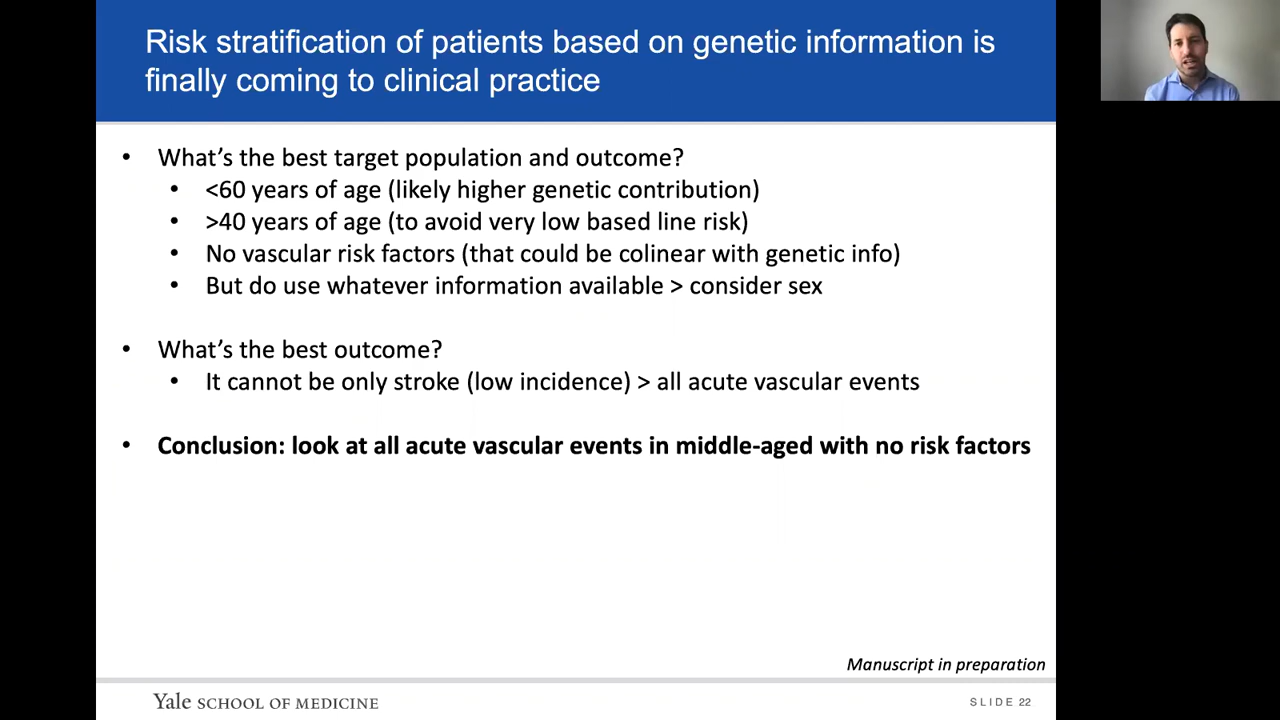 Risk stratification of patients based on genetic information is
finally coming to clinical practice
• What's the best target population and outcome?
• <60 years of age (likely higher genetic contribution)
• >40 years of age (to avoid very low based line risk)
• No vascular risk factors (that could be colinear with genetic info)
• But do use whatever information available > consider sex
• What's the best outcome?
• It cannot be only stroke (low incidence) > all acute vascular events
• Conclusion: look at all acute vascular events in middle-aged with no risk factors
Manuscript in preparation
Yale SCHOOL OF MEDICINE
SLIDE 22